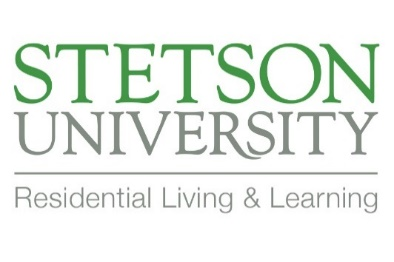 STETSON
UNIVERSITY
Residential Living & Learning